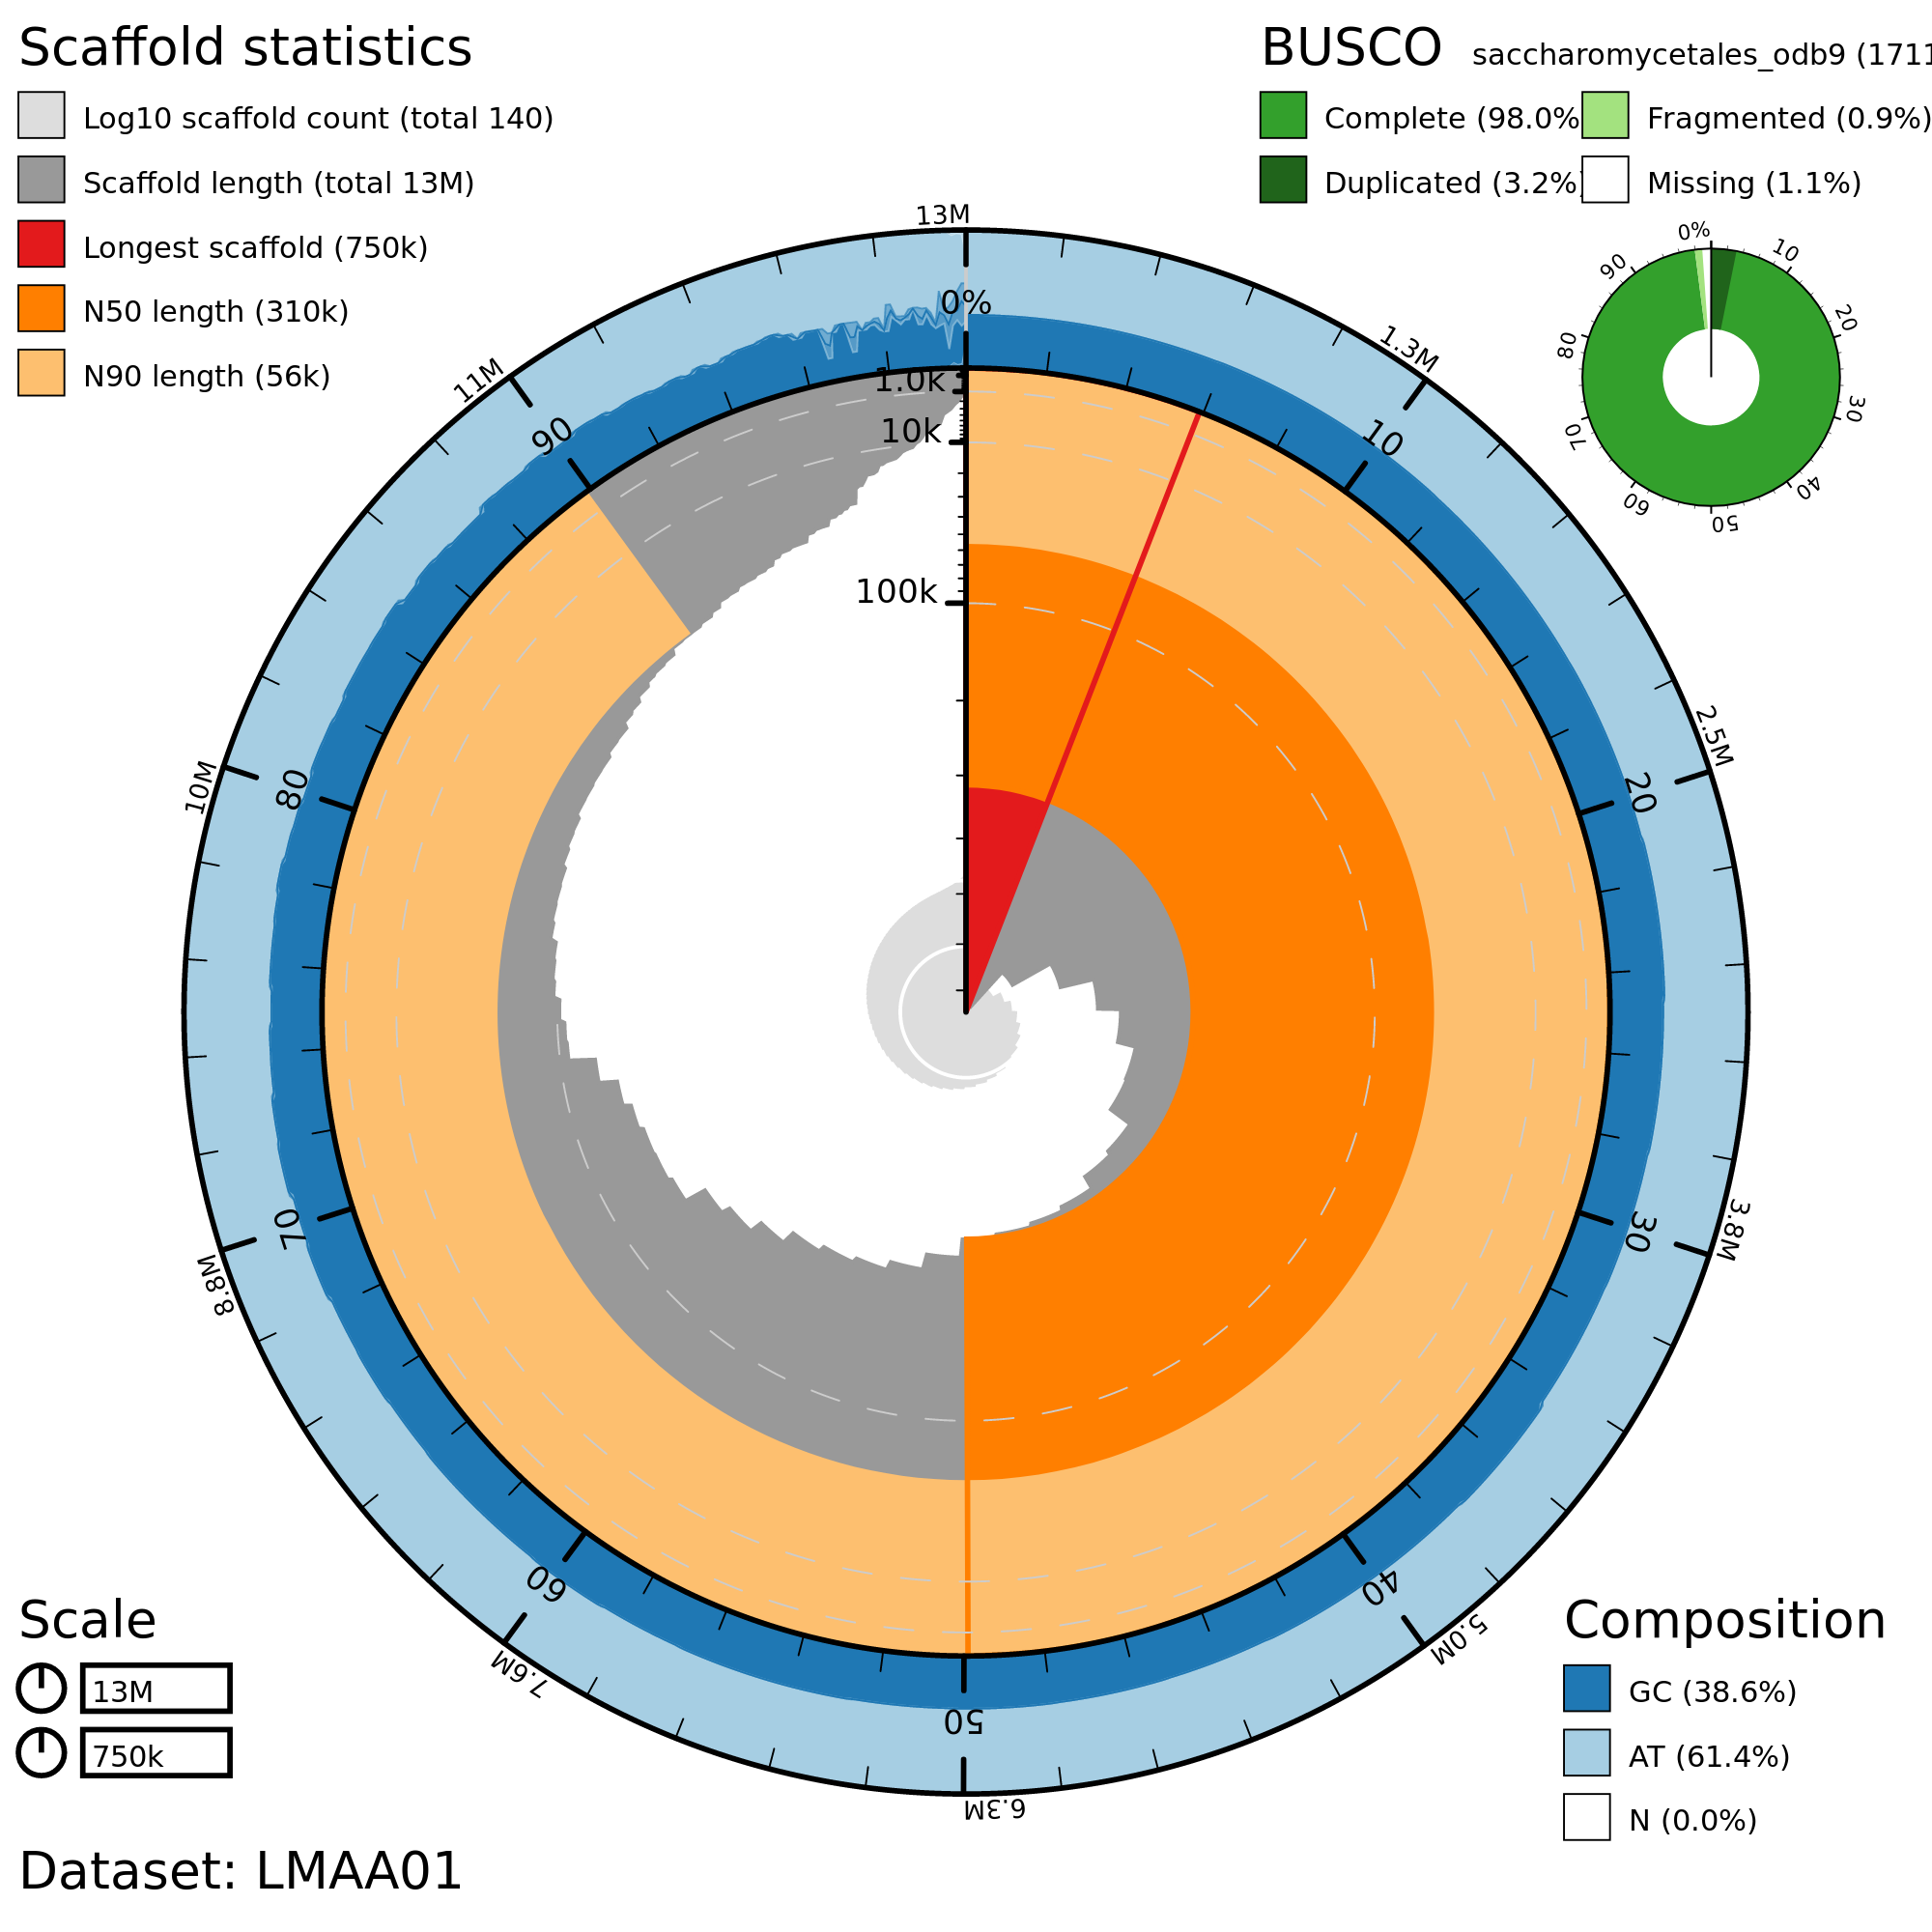 Scaffold statistics
Log10 scaffold count (total 140)
Scaffold length (total 13M)
Longest scaffold (750k)
N50 length (310k)
N90 length (56k)
BUSCO saccharomycetales_odb9 (1711
Complete (98.0%
Fragmented (0.9%)
Duplicated (3.2%)
Missing (1.1%)
0%
10
20
30
40
50
60
70
80
90
13M
1.3M
2.5M
3.8M
5.0M
6.3M
7.6M
8.8M
10M
11M
0%
10
20
30
40
50
60
70
80
90
1.0k
10k
100k
Scale
13M
750k
Composition
GC (38.6%)
AT (61.4%)
N (0.0%)
Dataset: LMAA01